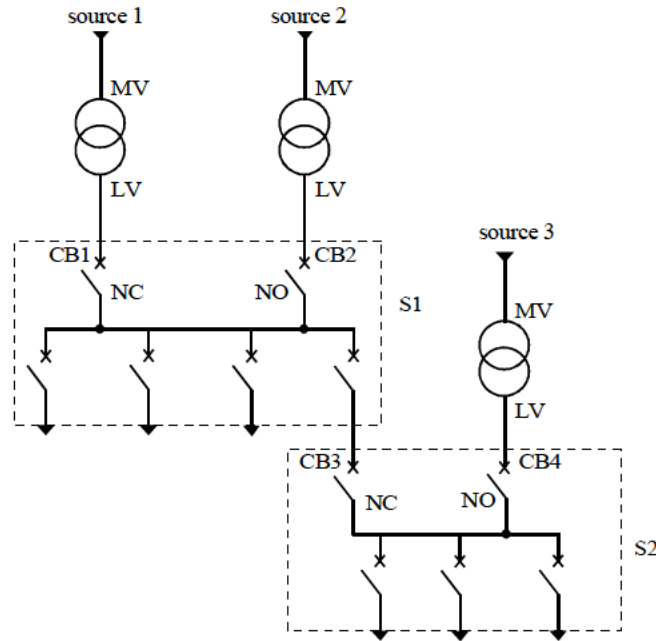 source 1
source 2
MV
MV
LV
LV
CB1
CB2
source 3
NC
NO
S1
MV
LV
CB3
CB4
NC
NO
S2